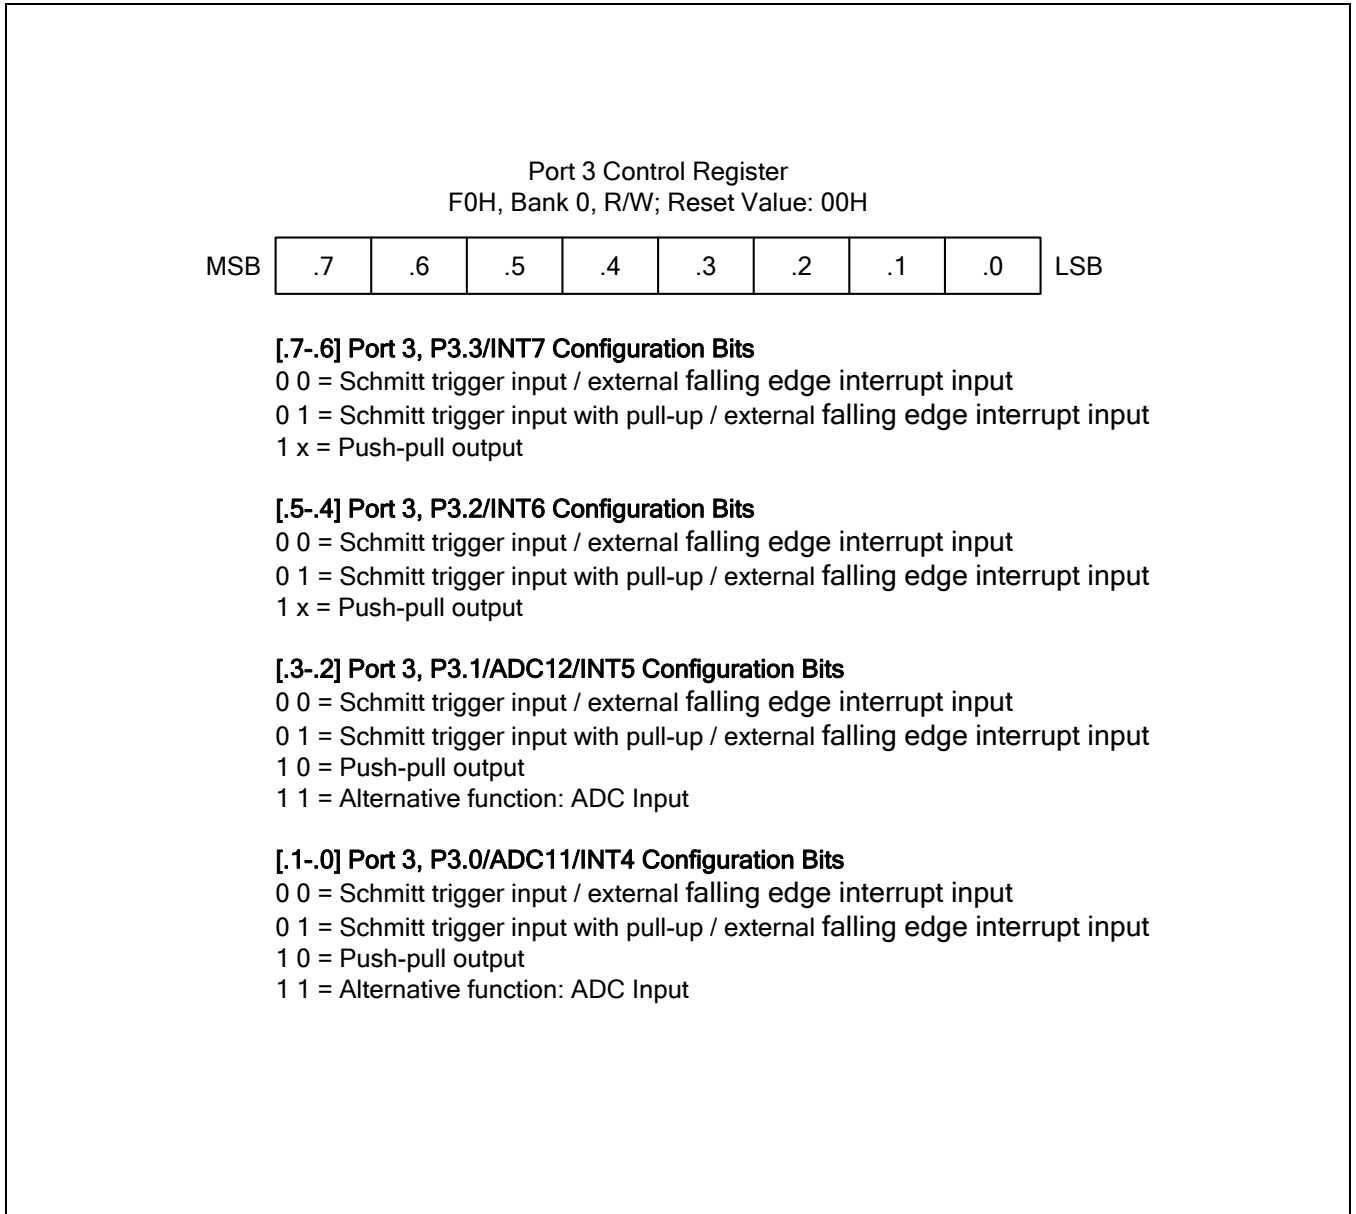 Port 3 Control Register
F0H, Bank 0, R/W; Reset Value: 00H
MSB .7 .6 .5 .4 .3 .2 .1 .0 LSB
[.7-.6] Port 3, P3.3/INT7 Configuration Bits
0 0 = Schmitt trigger input / external falling edge interrupt input
0 1 = Schmitt trigger input with pull-up / external falling edge interrupt input
1 x = Push-pull output
[.5-.4] Port 3, P3.2/INT6 Configuration Bits
0 0 = Schmitt trigger input / external falling edge interrupt input
0 1 = Schmitt trigger input with pull-up / external falling edge interrupt input
1 x = Push-pull output
[.3-.2] Port 3, P3.1/ADC12/INT5 Configuration Bits
0 0 = Schmitt trigger input / external falling edge interrupt input
0 1 = Schmitt trigger input with pull-up / external falling edge interrupt input
1 0 = Push-pull output
1 1 = Alternative function: ADC Input
[.1-.0] Port 3, P3.0/ADC11/INT4 Configuration Bits
0 0 = Schmitt trigger input / external falling edge interrupt input
0 1 = Schmitt trigger input with pull-up / external falling edge interrupt input
1 0 = Push-pull output
1 1 = Alternative function: ADC Input